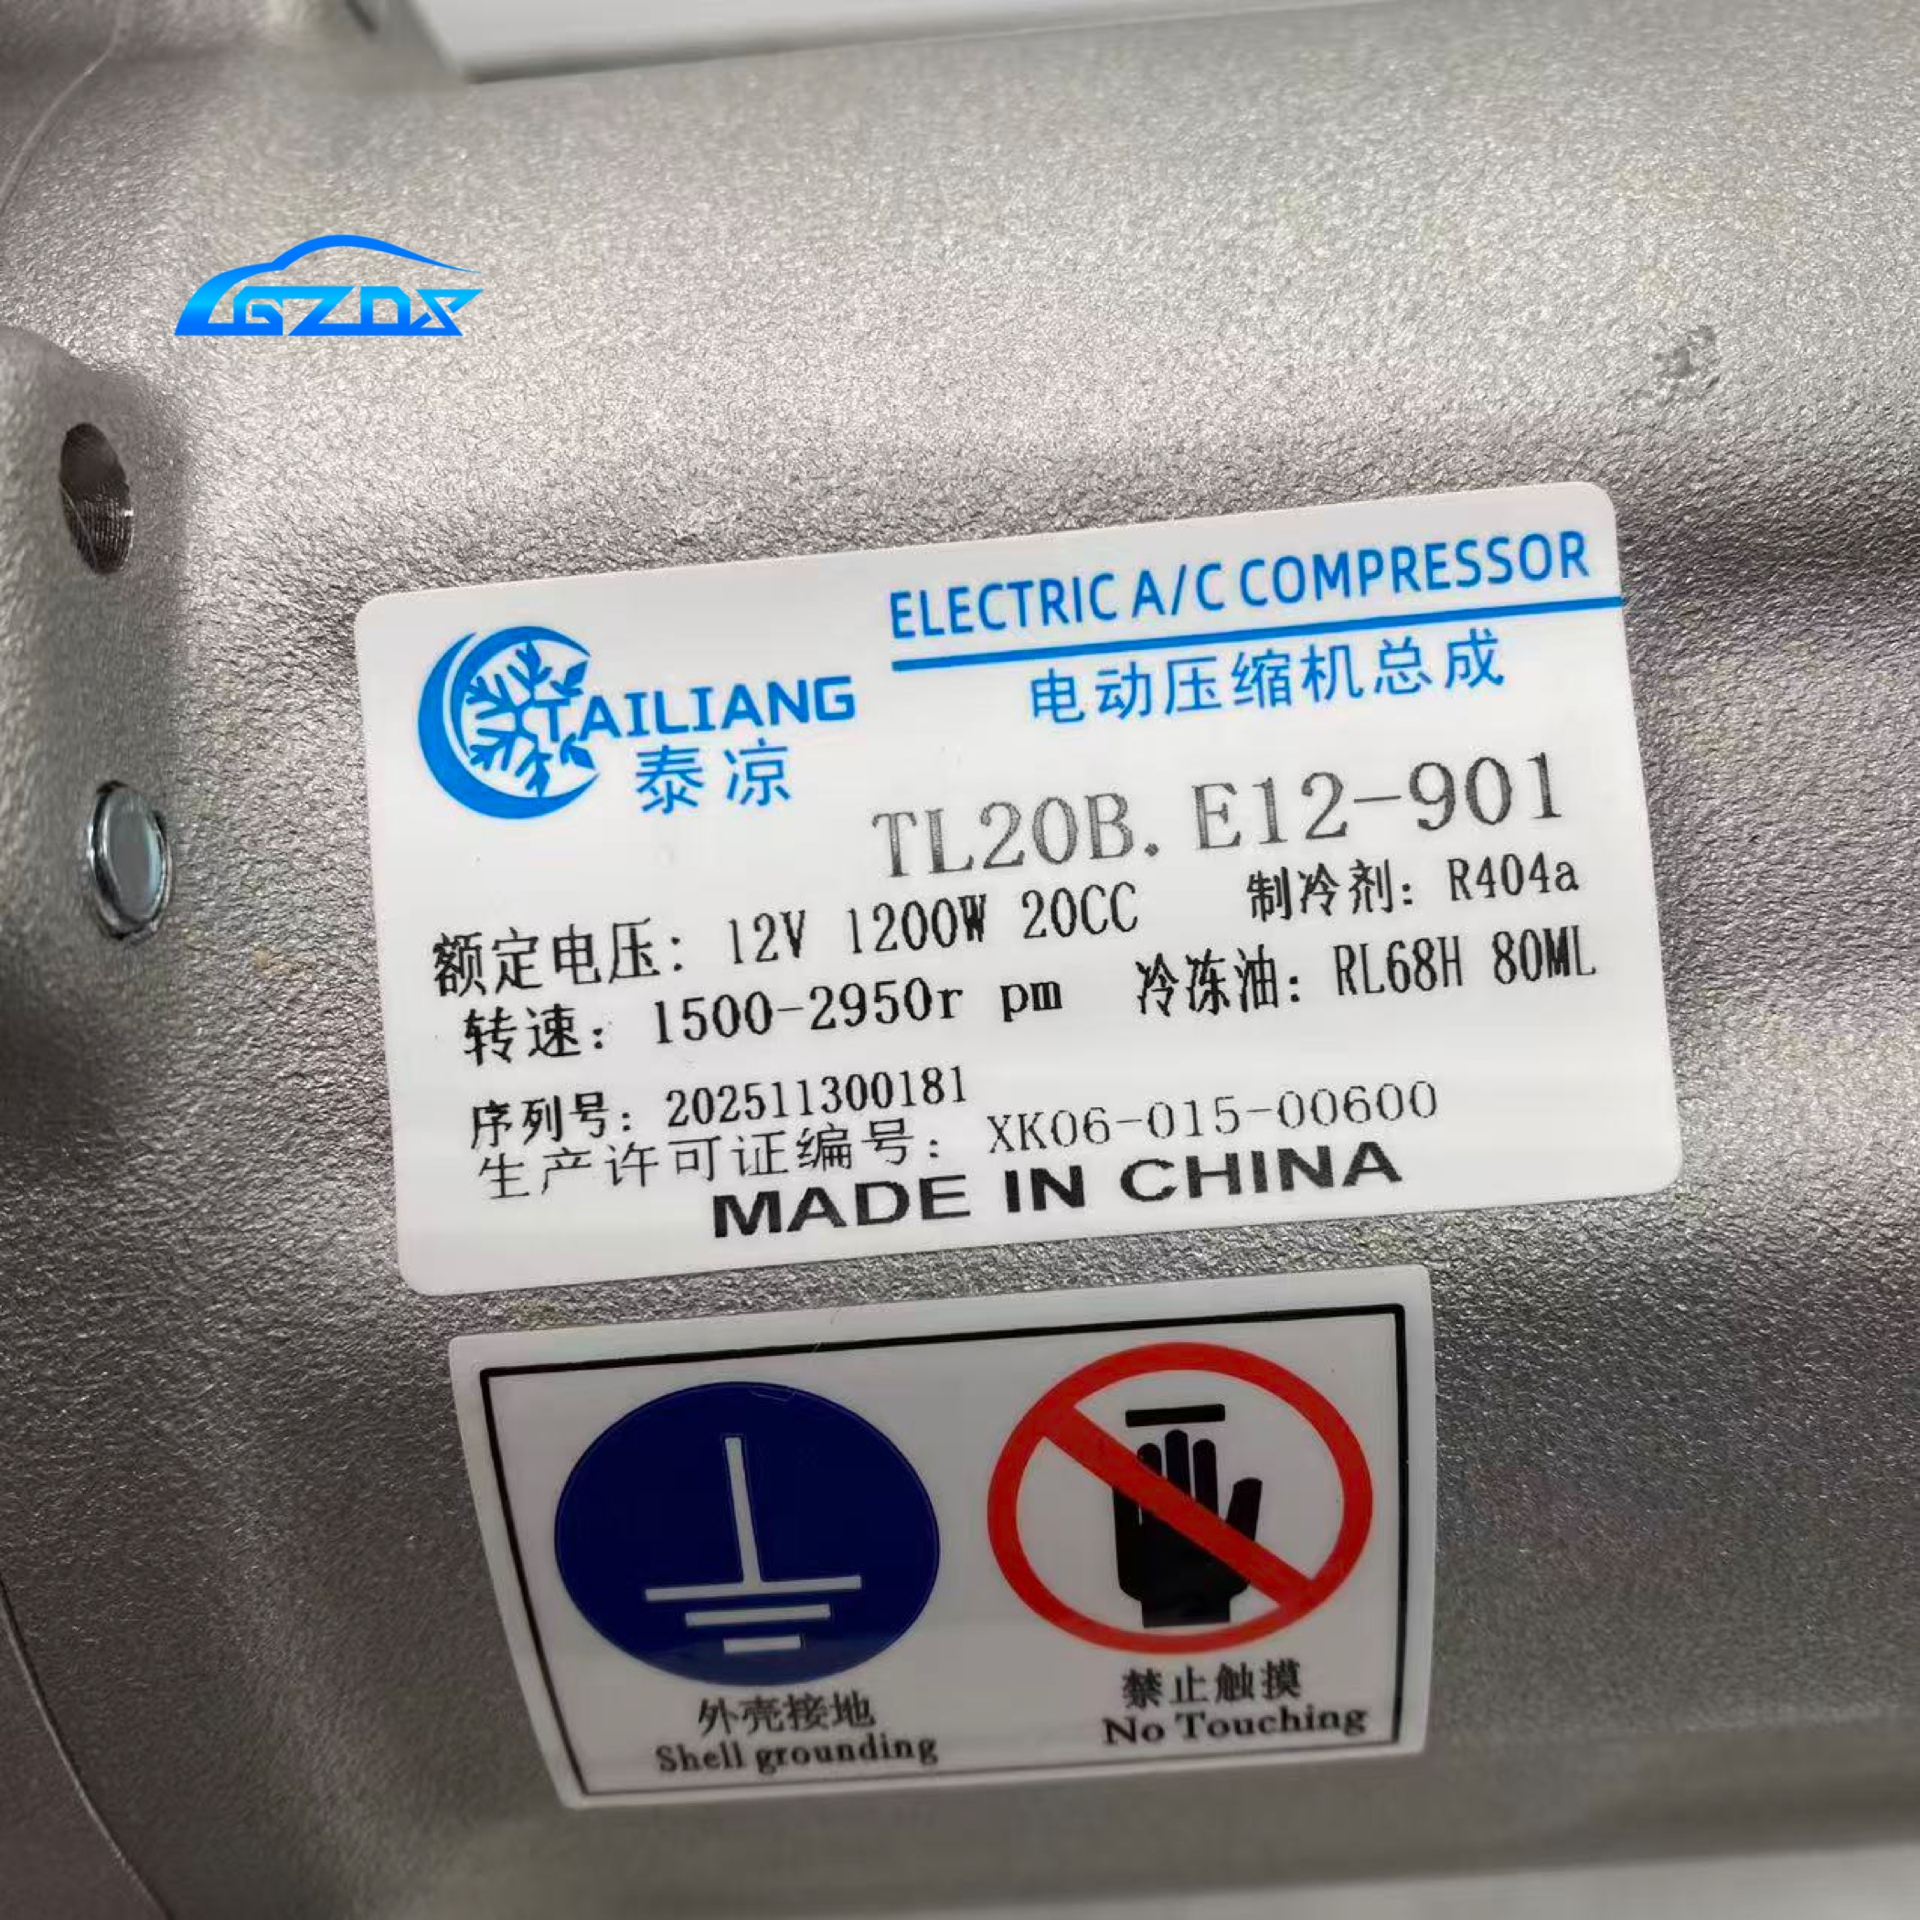 GZDX
ELECTRIC A/C COMPRESSOR
TAILIANG
电动压缩机总成
泰凉
TL20B. E12-901
额定电压: 12V 1200W 20CC 制冷剂: R404a
转速: 1500-2950r pm 冷冻油: RL68H 80ML
序列号: 202511300181
生产许可证编号: XK06-015-00600
MADE IN CHINA
外壳接地
Shell grounding
禁止触摸
No Touching